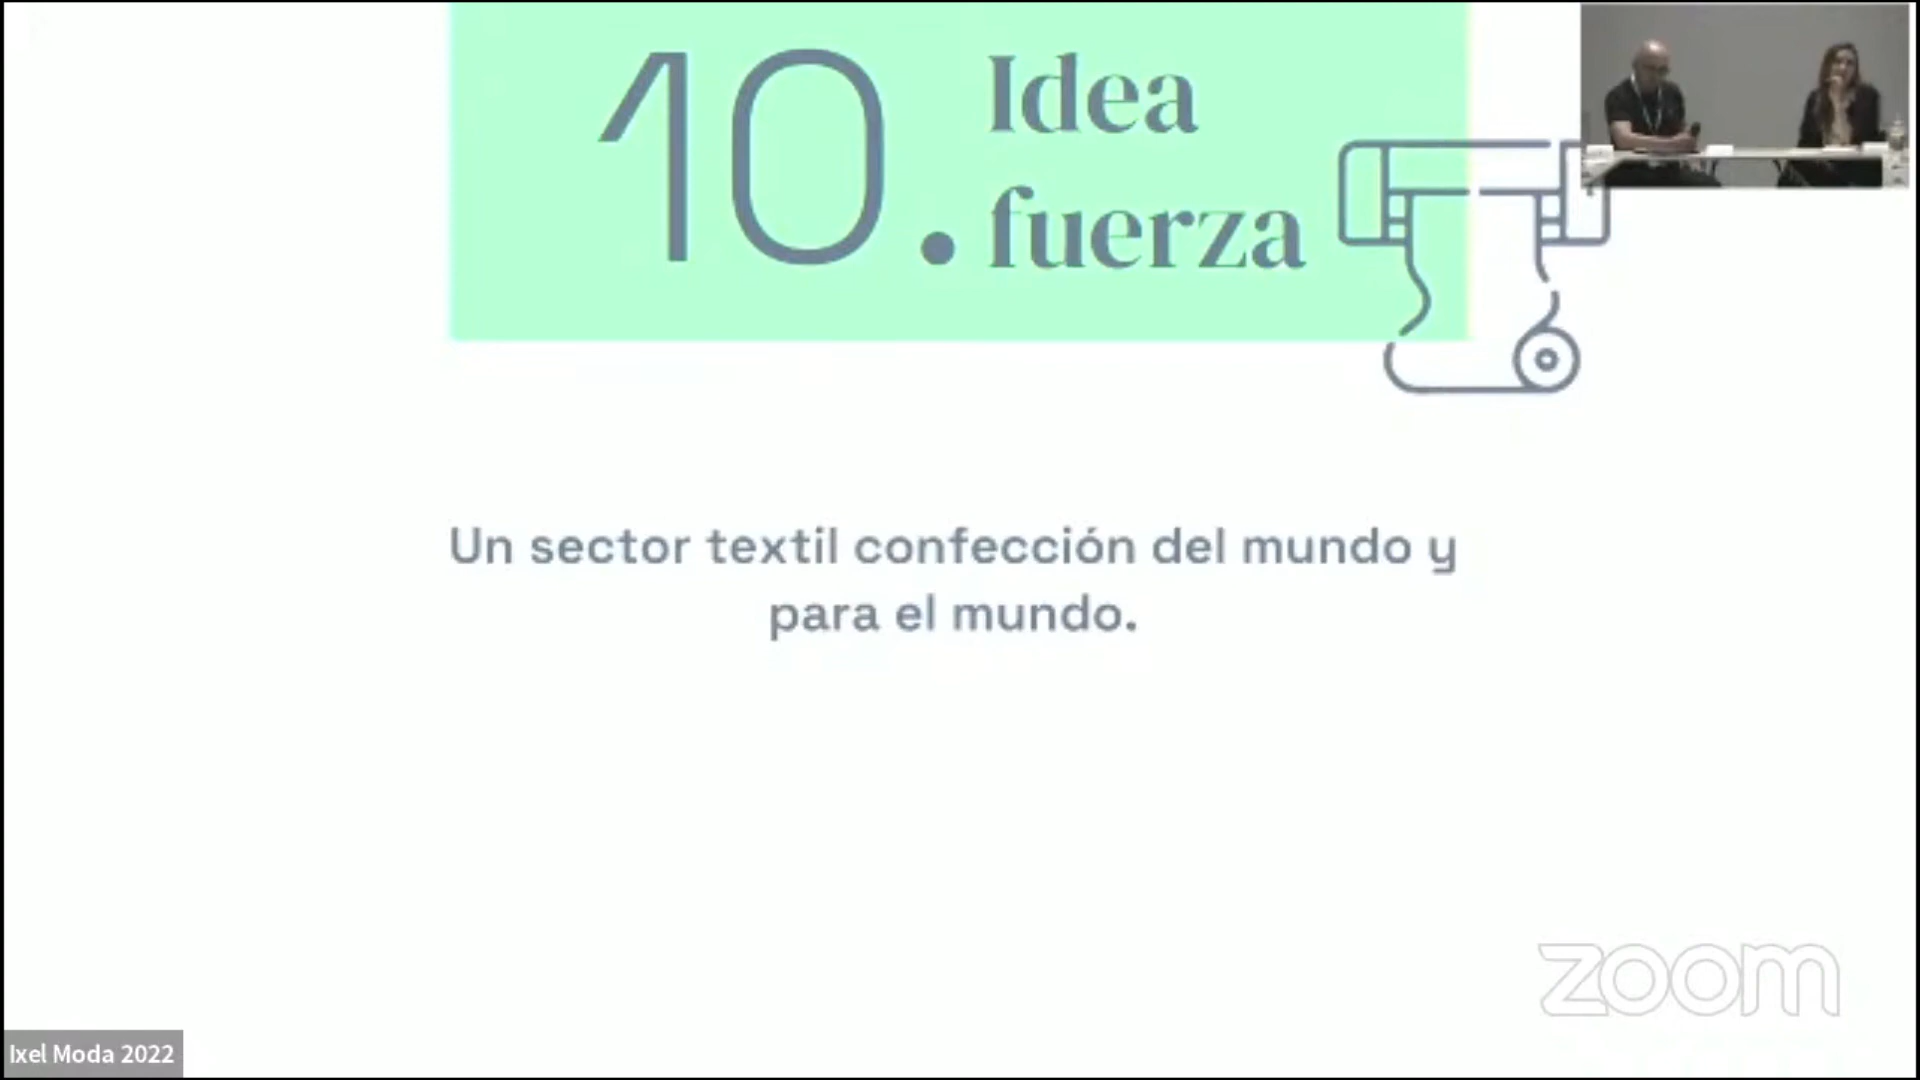 10. Idea
fuerza
Un sector textil confección del mundo y
para el mundo.
zoom
Ixel Moda 2022